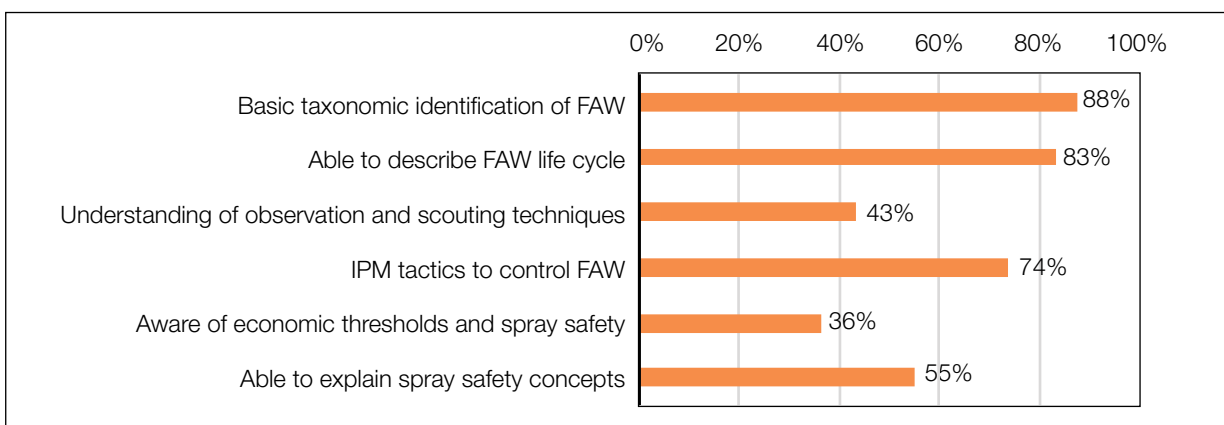 0% 20% 40% 60% 80% 100%
Basic taxonomic identification of FAW 88%
Able to describe FAW life cycle 83%
Understanding of observation and scouting techniques 43%
IPM tactics to control FAW 74%
Aware of economic thresholds and spray safety 36%
Able to explain spray safety concepts 55%